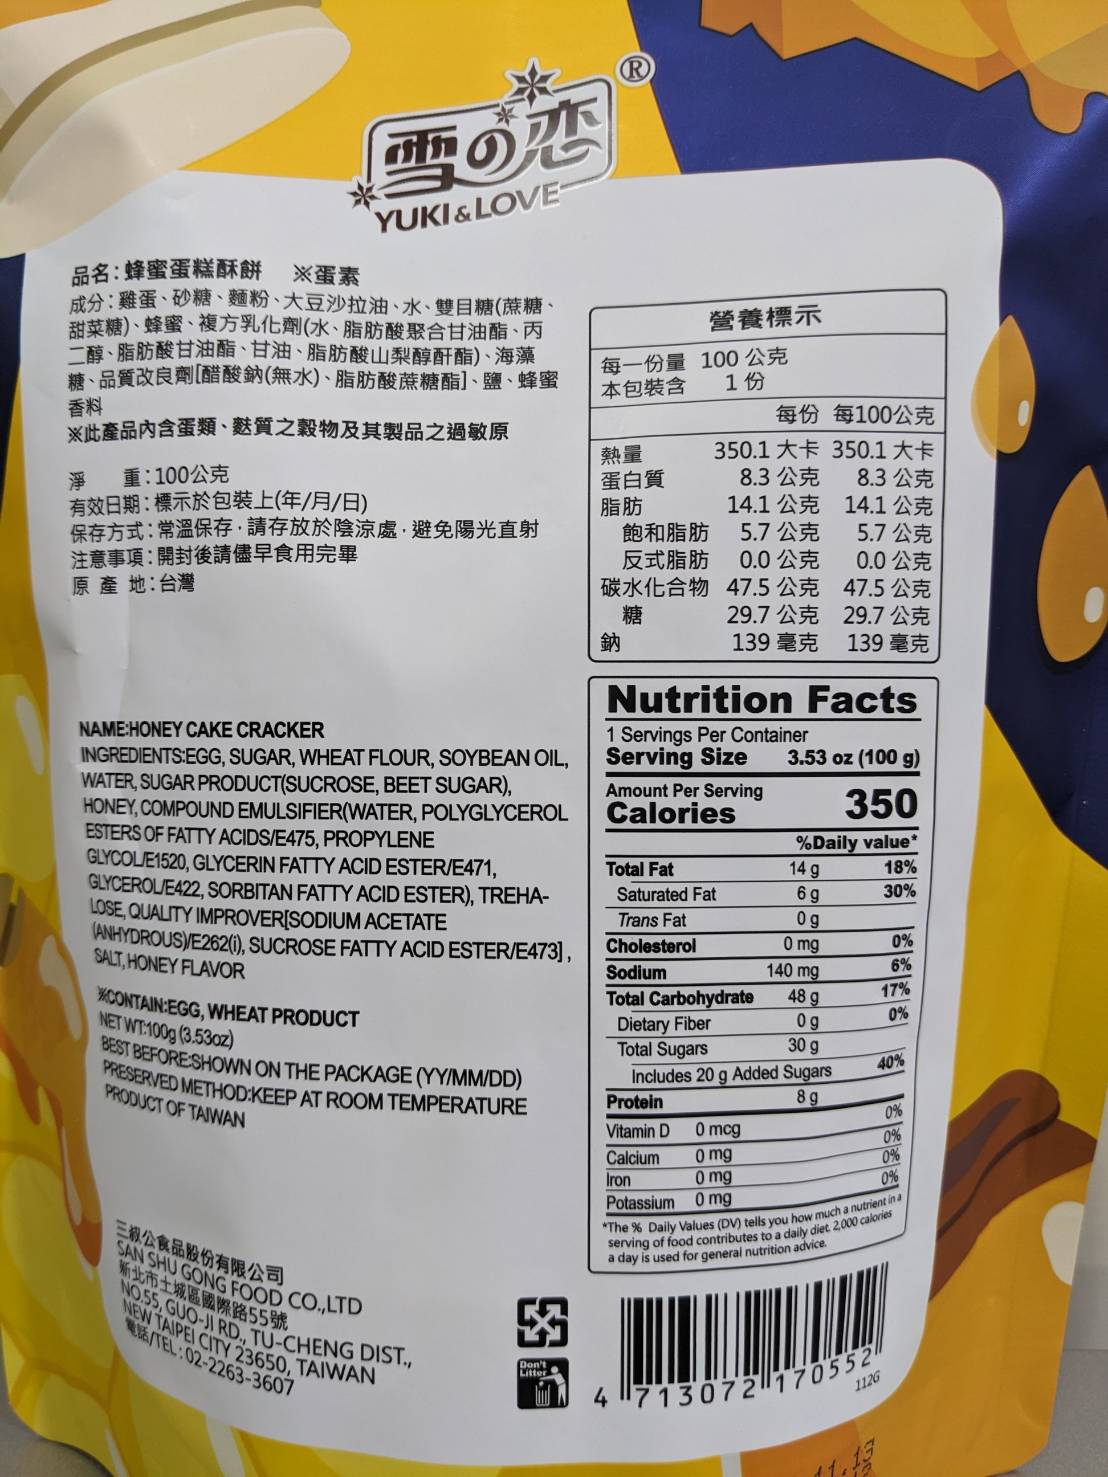 雪の恋®
YUKI&LOVE
品名:蜂蜜蛋糕酥餅 ※蛋素
成分:雞蛋、砂糖、麵粉、大豆沙拉油、水、雙目糖(蔗糖、
甜菜糖)、蜂蜜、複方乳化劑(水、脂肪酸聚合甘油酯、丙
二醇、脂肪酸甘油酯、甘油、脂肪酸山梨醇酐酯)、海藻
糖、品質改良劑[醋酸鈉(無水)、脂肪酸蔗糖酯]、鹽、蜂蜜
香料
※此產品內含蛋類、麩質之穀物及其製品之過敏原
淨 重:100公克
有效日期:標示於包裝上(年/月/日)
保存方式:常溫保存‧請存放於陰涼處‧避免陽光直射
注意事項:開封後請儘早食用完畢
原產地:台灣
營養標示
每一份量 100 公克
本包裝含 1 份
每份 每100公克
熱量 350.1 大卡 350.1 大卡
蛋白質 8.3 公克 8.3 公克
脂肪 14.1 公克 14.1 公克
飽和脂肪 5.7 公克 5.7 公克
反式脂肪 0.0 公克 0.0 公克
碳水化合物 47.5 公克 47.5 公克
糖 29.7 公克 29.7 公克
鈉 139 毫克 139 毫克
NAME:HONEY CAKE CRACKER
INGREDIENTS:EGG, SUGAR, WHEAT FLOUR, SOYBEAN OIL,
WATER, SUGAR PRODUCT(SUCROSE, BEET SUGAR),
HONEY, COMPOUND EMULSIFIER(WATER, POLYGLYCEROL
ESTERS OF FATTY ACIDS/E475, PROPYLENE
GLYCOL/E1520, GLYCERIN FATTY ACID ESTER/E471,
GLYCEROL/E422, SORBITAN FATTY ACID ESTER), TREHA-
LOSE, QUALITY IMPROVER[SODIUM ACETATE
(ANHYDROUS)/E262(i), SUCROSE FATTY ACID ESTER/E473],
SALT, HONEY FLAVOR
※CONTAIN:EGG, WHEAT PRODUCT
NET WT:100g (3.53oz)
BEST BEFORE:SHOWN ON THE PACKAGE (YY/MM/DD)
PRESERVED METHOD:KEEP AT ROOM TEMPERATURE
PRODUCT OF TAIWAN
Nutrition Facts
1 Servings Per Container
Serving Size 3.53 oz (100 g)
Amount Per Serving
Calories 350
%Daily value*
Total Fat 14 g 18%
Saturated Fat 6 g 30%
Trans Fat 0 g
Cholesterol 0 mg 0%
Sodium 140 mg 6%
Total Carbohydrate 48 g 17%
Dietary Fiber 0 g 0%
Total Sugars 30 g
Includes 20 g Added Sugars 40%
Protein 8 g
Vitamin D 0 mcg 0%
Calcium 0 mg 0%
Iron 0 mg 0%
Potassium 0 mg 0%
*The % Daily Values (DV) tells you how much a nutrient in a
serving of food contributes to a daily diet. 2,000 calories
a day is used for general nutrition advice.
三叔公食品股份有限公司
SAN SHU GONG FOOD CO.,LTD
新北市土城區國際路55號
NO.55, GUO-JI RD., TU-CHENG DIST.,
NEW TAIPEI CITY 23650, TAIWAN
電話/TEL:02-2263-3607
Don't
Litter
4 713072 170552
112G